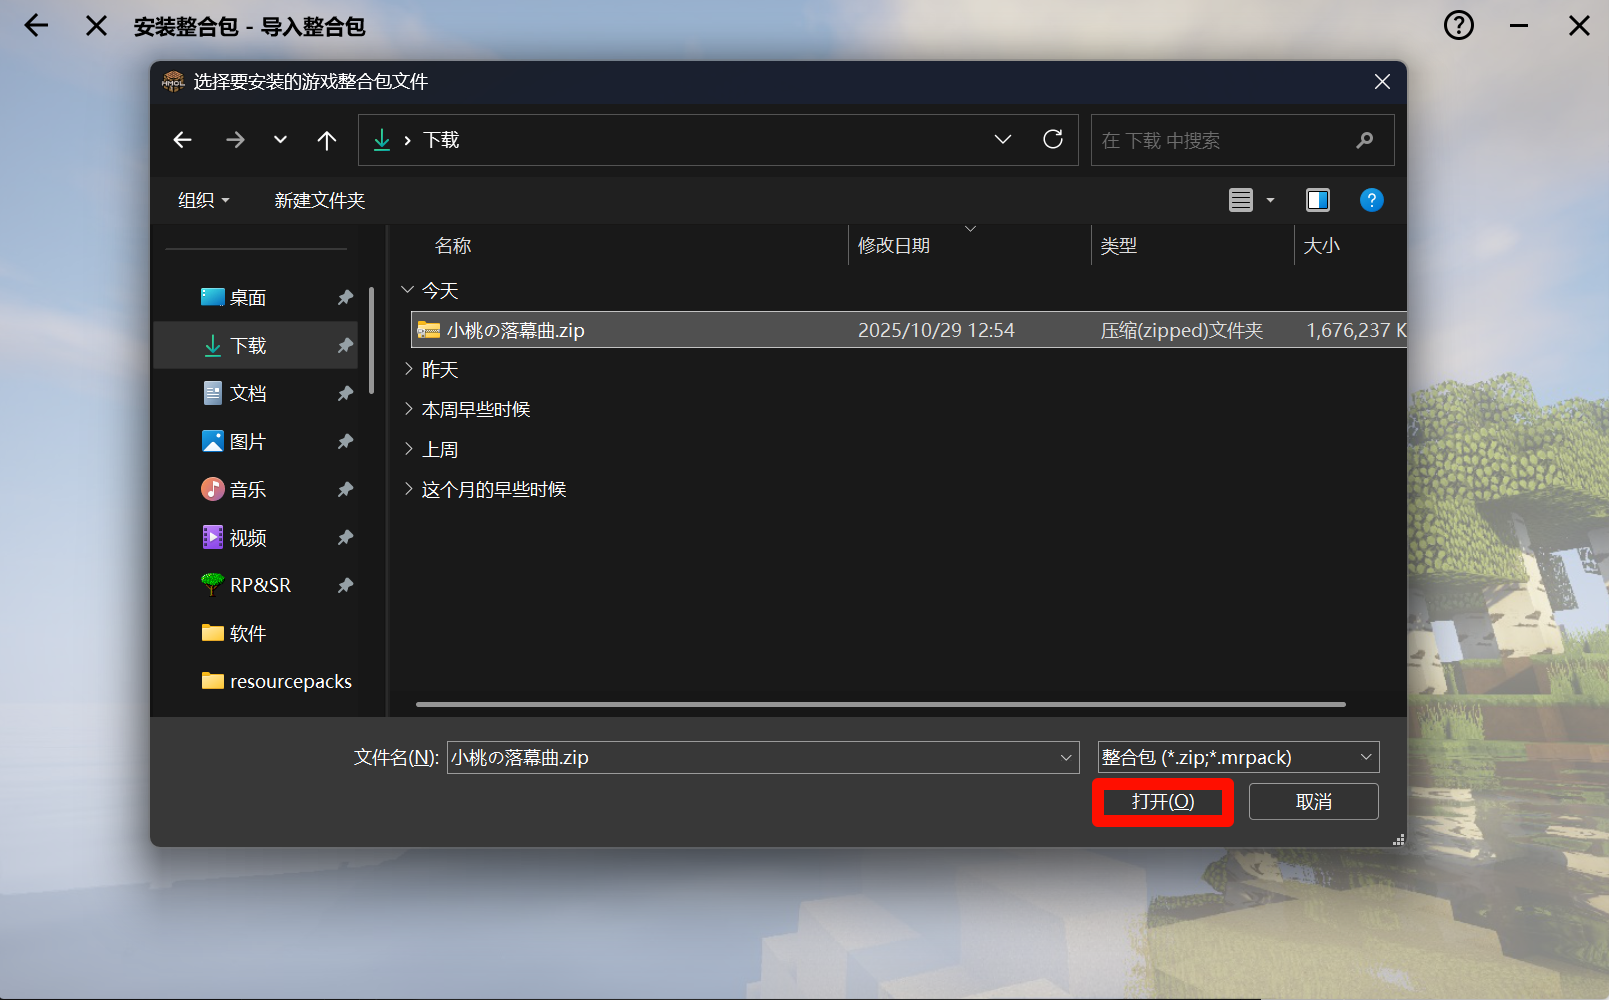 安装整合包 - 导入整合包
选择要安装的游戏整合包文件
下载
在 下载 中搜索
组织
新建文件夹
名称
修改日期
类型
大小
桌面
下载
文档
图片
音乐
视频
RP&SR
软件
resourcepacks
今天
小桃の落幕曲.zip 2025/10/29 12:54 压缩(zipped)文件夹 1,676,237 K
昨天
本周早些时候
上周
这个月的早些时候
文件名(N): 小桃の落幕曲.zip
整合包 (*.zip;*.mrpack)
打开(O)
取消